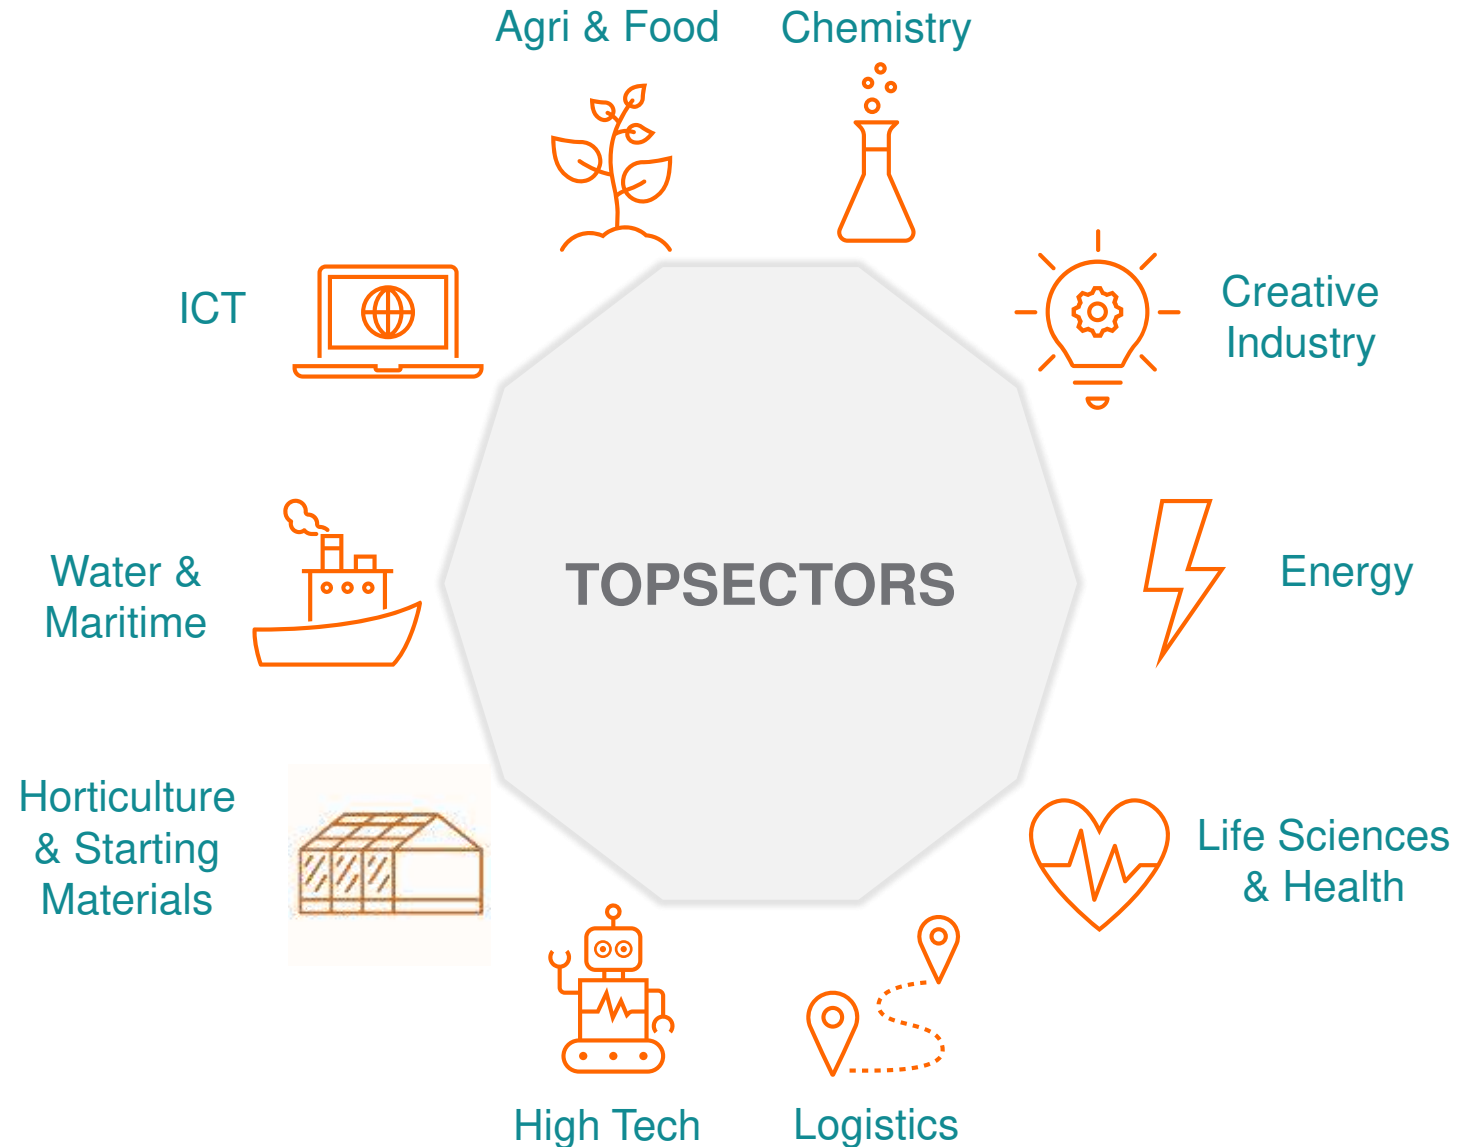 Agri & Food
Chemistry
ICT
Creative
Industry
TOPSECTORS
Water &
Maritime
Energy
Horticulture
& Starting
Materials
Life Sciences
& Health
High Tech
Logistics